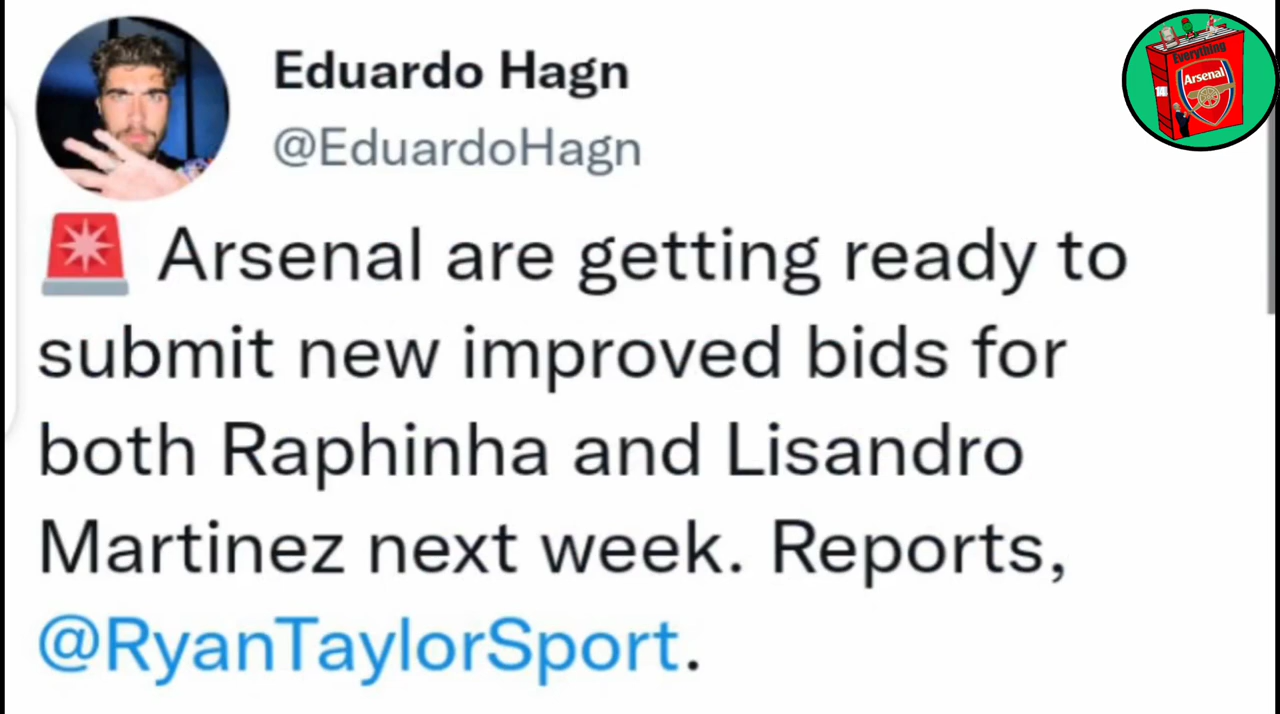 Eduardo Hagn
@EduardoHagn
🚨 Arsenal are getting ready to
submit new improved bids for
both Raphinha and Lisandro
Martinez next week. Reports,
@RyanTaylorSport.
Everything
Arsenal
14